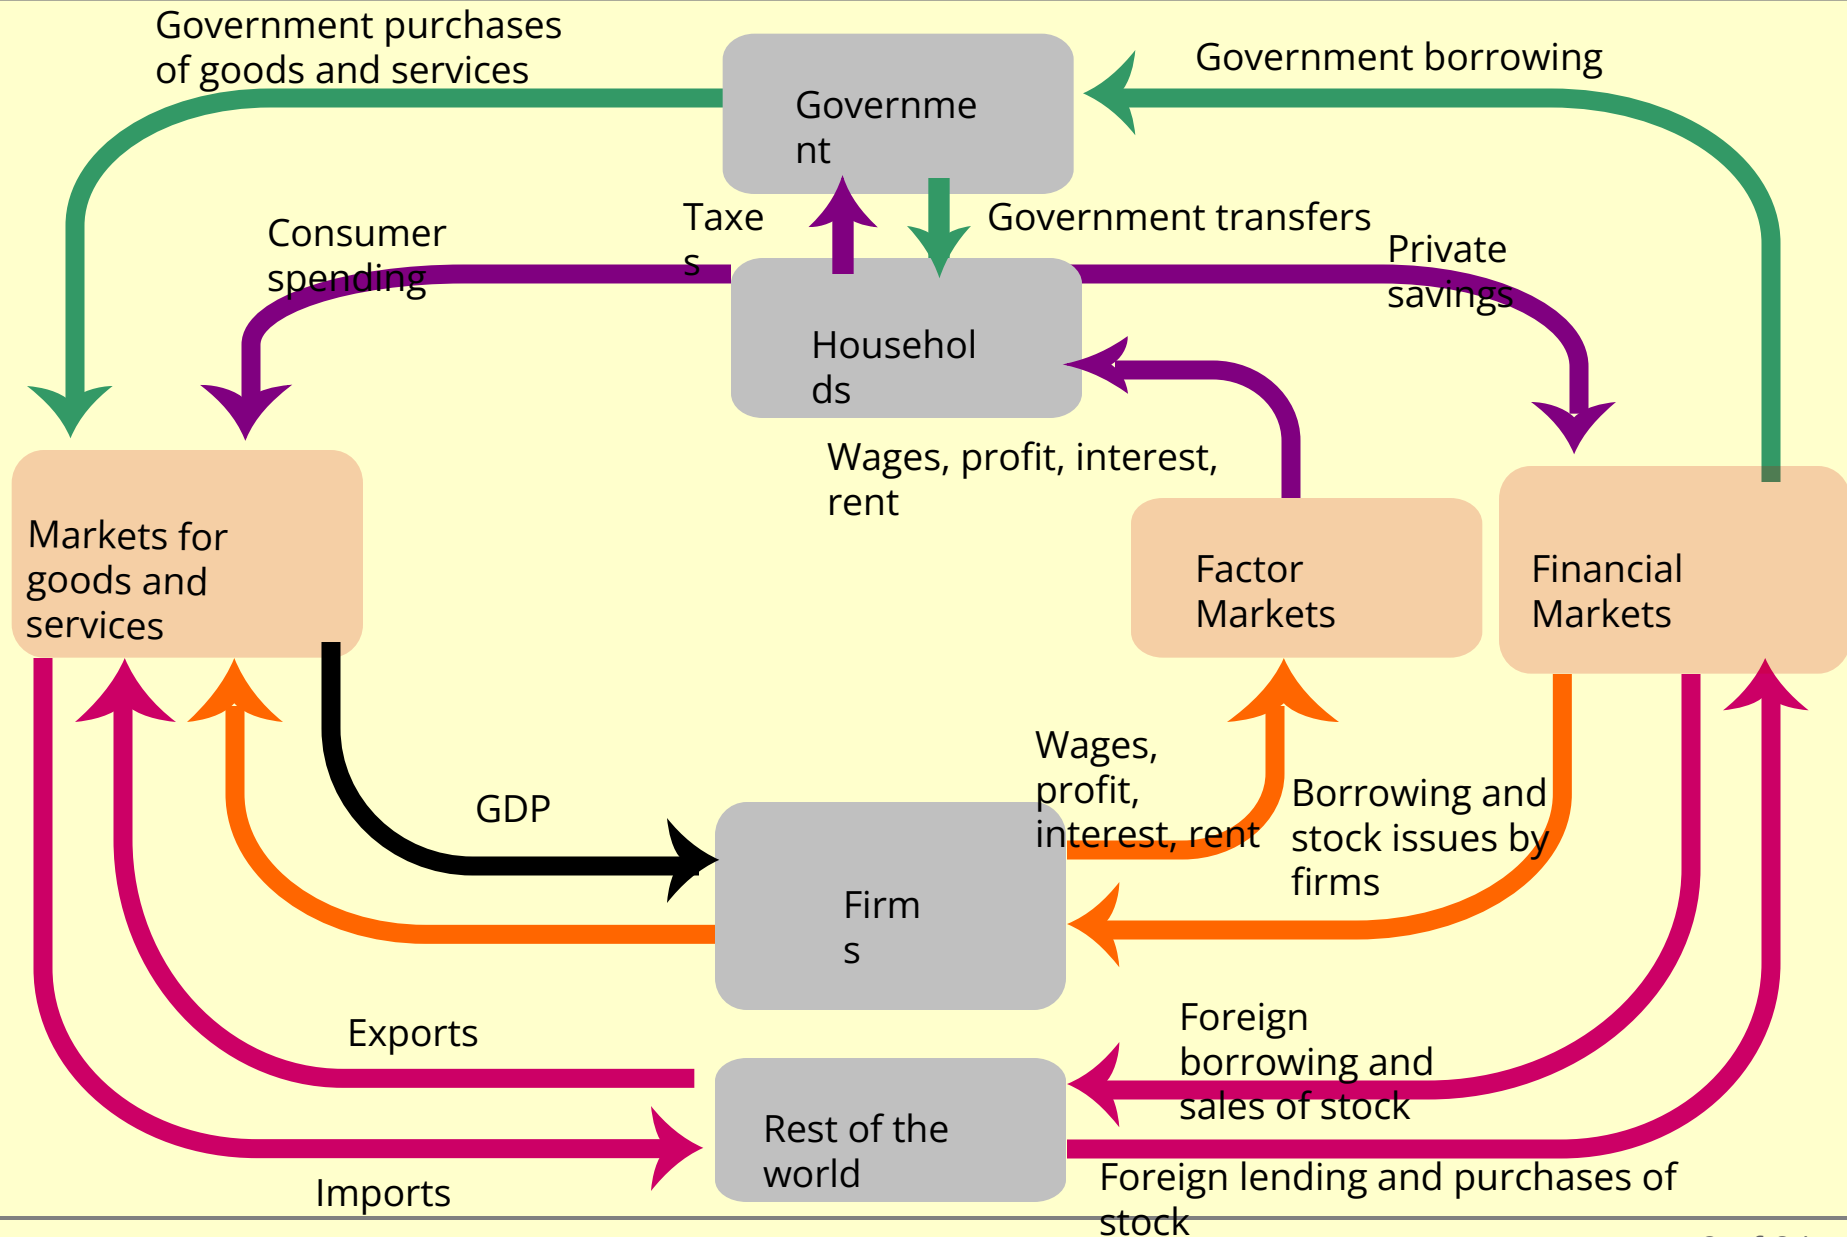 Government purchases
of goods and services
Government borrowing
Governme
nt
Taxe
s
Government transfers
Consumer
spending
Private
savings
Househol
ds
Wages, profit, interest,
rent
Markets for
goods and
services
Factor
Markets
Financial
Markets
Wages,
profit,
interest, rent
Borrowing and
stock issues by
firms
GDP
Firm
s
Exports
Foreign
borrowing and
sales of stock
Rest of the
world
Imports
Foreign lending and purchases of
stock